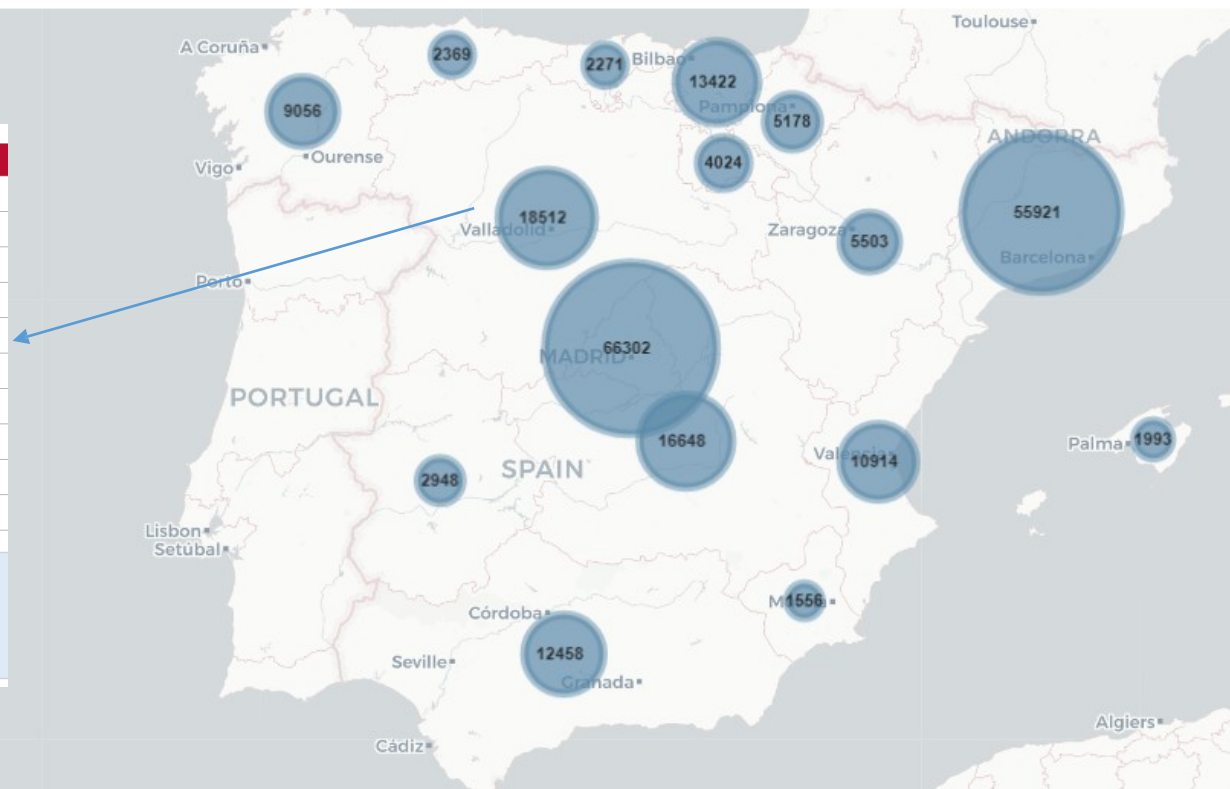 Toulouse
A Coruña
2369
2271
Bilbao
13422
9056
Pamplona
5178
ANDORRA
Ourense
Vigo
4024
55921
18512
Valladolid
Zaragoza
5503
Barcelona
Porto
66302
MADRID
PORTUGAL
16648
Palma
1993
Valencia
10914
SPAIN
2948
Lisbon
Setúbal
1556
Córdoba
12458
Seville
Granada
Algiers
Cádiz